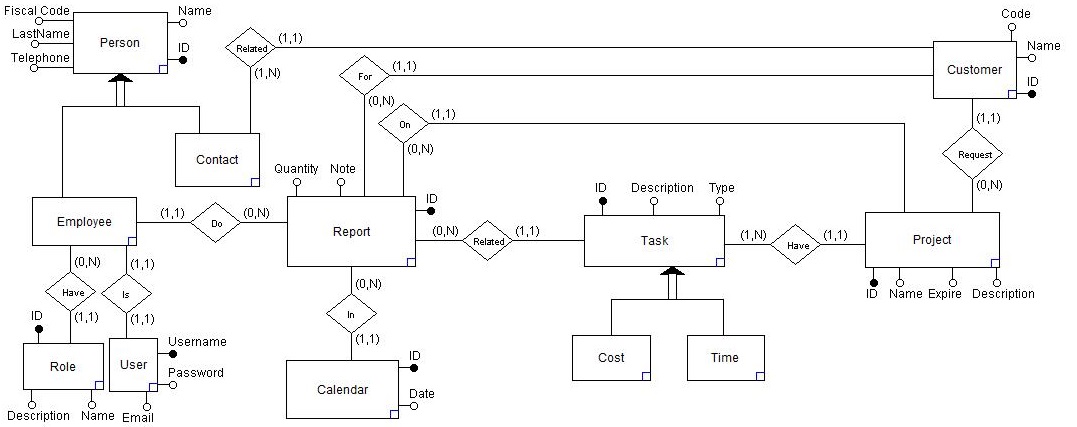 Fiscal Code
LastName
Telephone
Person
Name
ID
Related
(1,1)
(1,N)
Contact
For
(1,1)
(0,N)
On
(1,1)
(0,N)
Code
Name
Customer
ID
(1,1)
Request
(0,N)
Employee
(1,1)
Do
(0,N)
Quantity
Note
ID
Report
(0,N)
Related
(1,1)
ID
Description
Type
Task
(1,N)
Have
(1,1)
Project
ID
Name
Expire
Description
(0,N)
Have
(1,1)
(1,1)
Is
(1,1)
ID
Role
Description
Name
User
Username
Password
Email
(0,N)
In
(1,1)
Calendar
ID
Date
Cost
Time